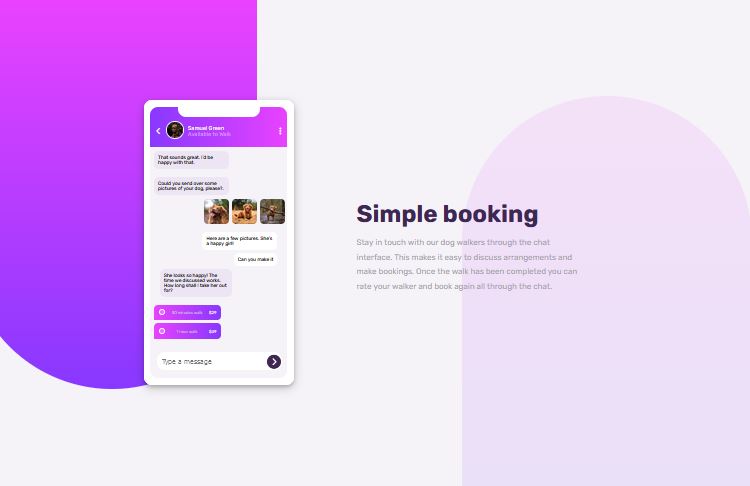 Samuel Green
Available to Walk
That sounds great. I'd be
happy with that.
Could you send over some
pictures of your dog, please?
Here are a few pictures. She's
a happy girl!
Can you make it
She looks so happy! The
time we discussed works.
How long shall I take her out
for?
30 minutes walk $29
1 hour walk $39
Type a message
Simple booking
Stay in touch with our dog walkers through the chat
interface. This makes it easy to discuss arrangements and
make bookings. Once the walk has been completed you can
rate your walker and book again all through the chat.